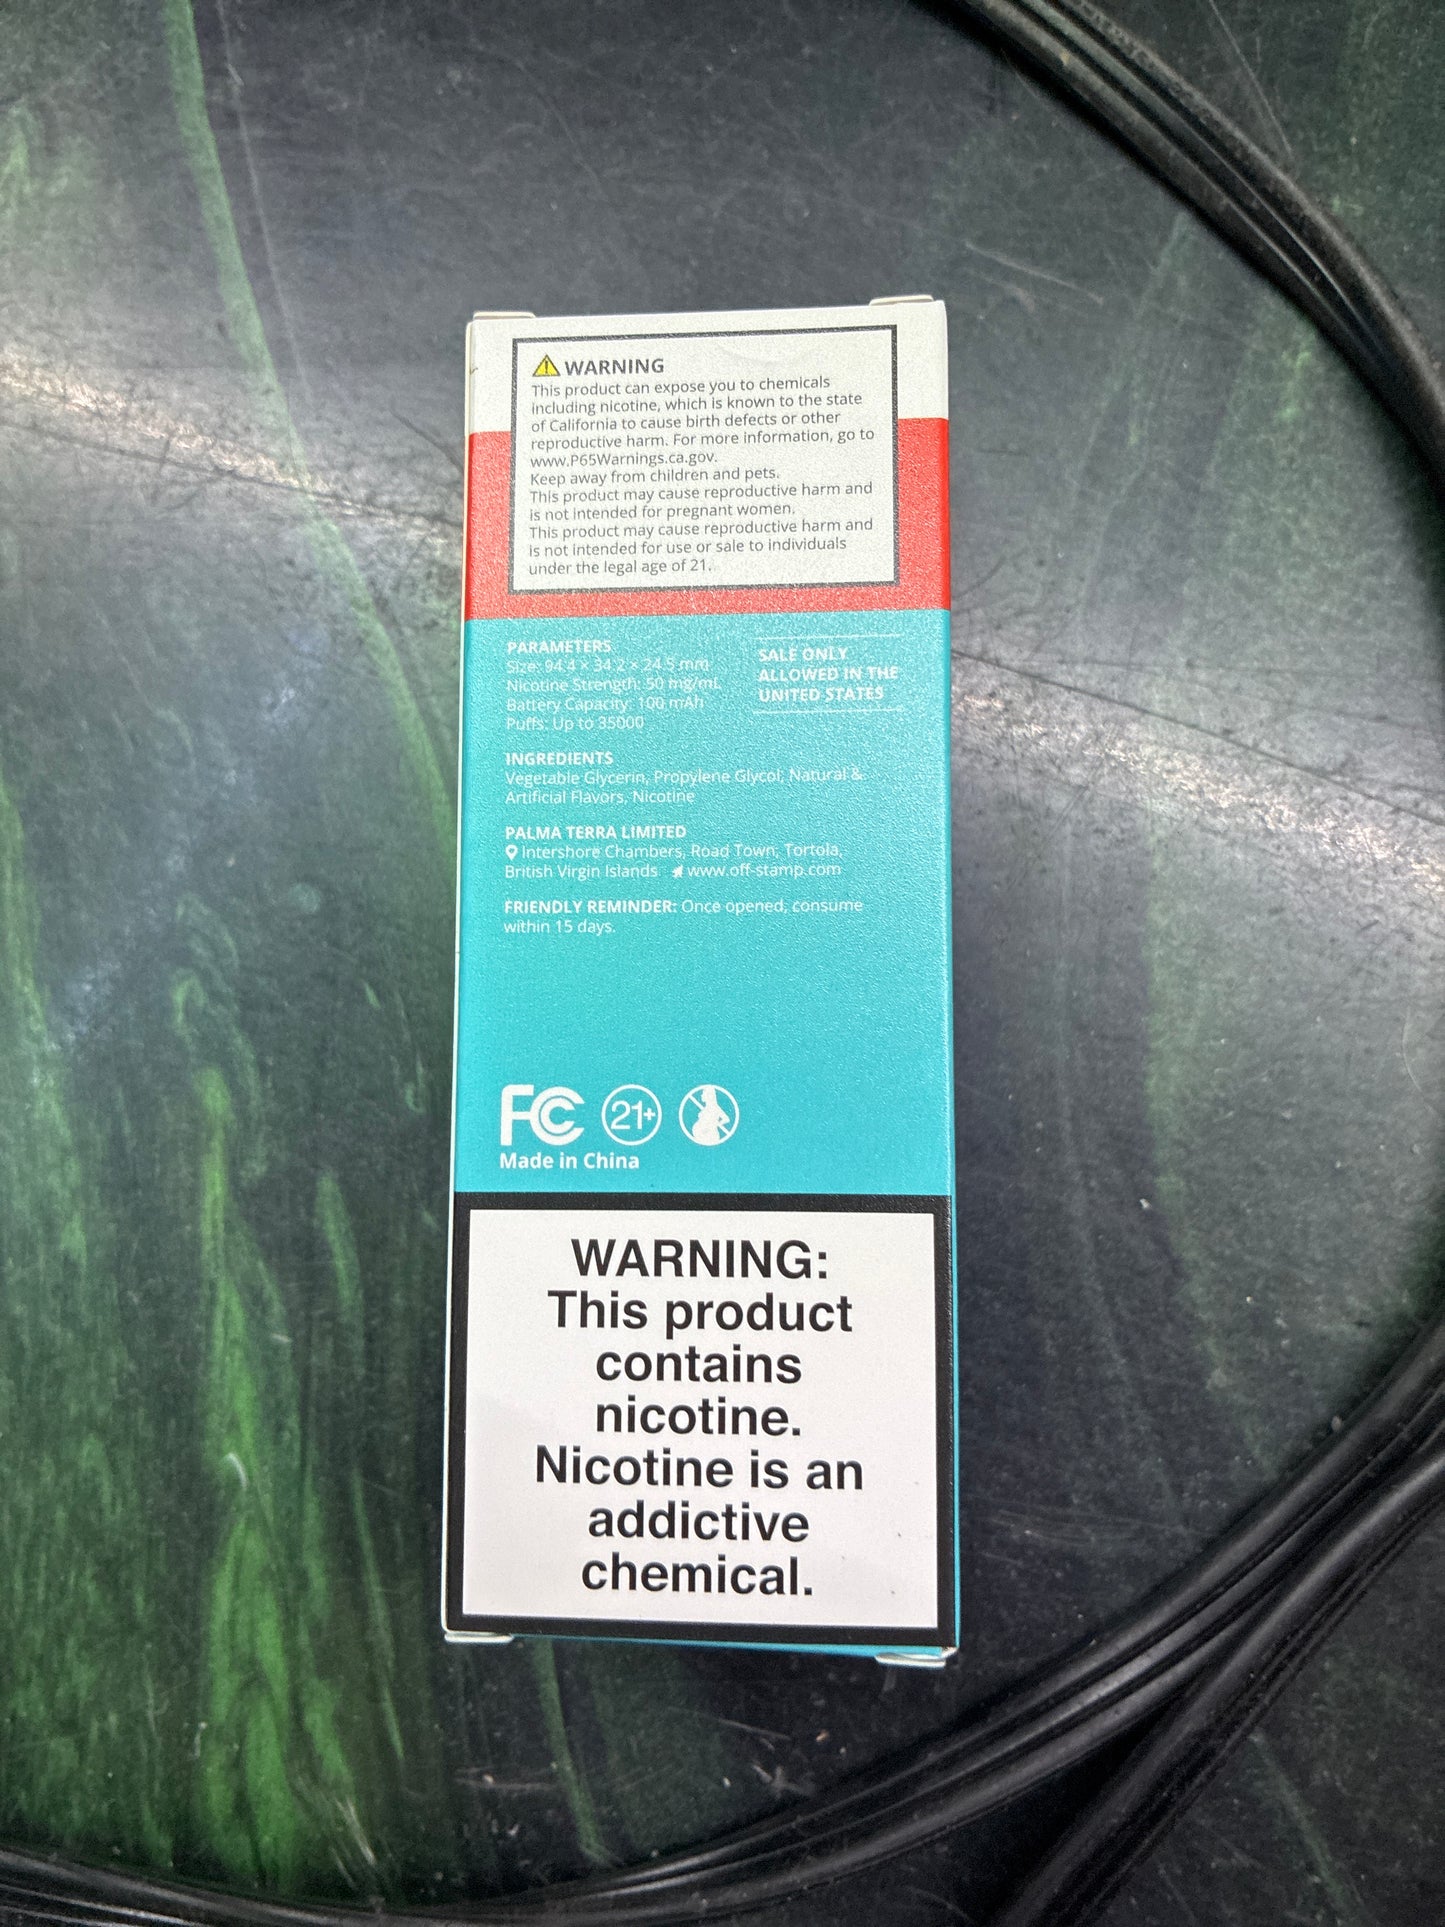 WARNING
This product can expose you to chemicals
including nicotine, which is known to the state
of California to cause birth defects or other
reproductive harm. For more information, go to
www.P65Warnings.ca.gov.
Keep away from children and pets.
This product may cause reproductive harm and
is not intended for pregnant women.
This product may cause reproductive harm and
is not intended for use or sale to individuals
under the legal age of 21.
PARAMETERS
Size: 94.4 × 34.2 × 24.5 mm
Nicotine Strength: 50 mg/mL
Battery Capacity: 100 mAh
Puffs: Up to 35000
SALE ONLY
ALLOWED IN THE
UNITED STATES
INGREDIENTS
Vegetable Glycerin, Propylene Glycol, Natural &
Artificial Flavors, Nicotine
PALMA TERRA LIMITED
Intershore Chambers, Road Town, Tortola,
British Virgin Islands www.off-stamp.com
FRIENDLY REMINDER: Once opened, consume
within 15 days.
FC 21+
Made in China
WARNING:
This product
contains
nicotine.
Nicotine is an
addictive
chemical.